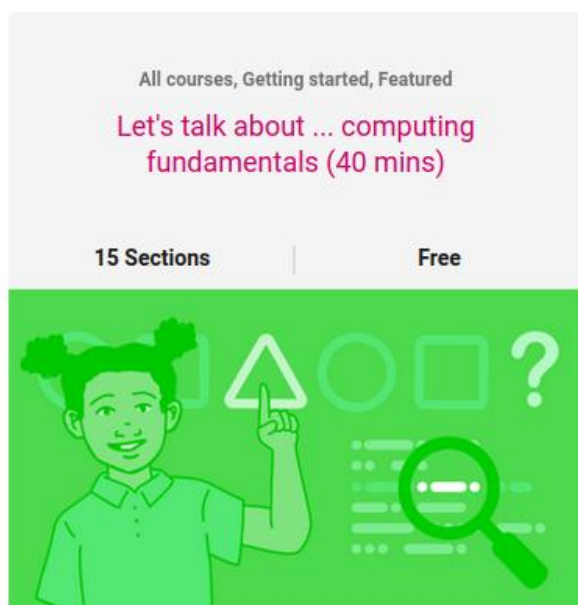 All courses, Getting started, Featured
Let's talk about ... computing
fundamentals (40 mins)
15 Sections
Free
?